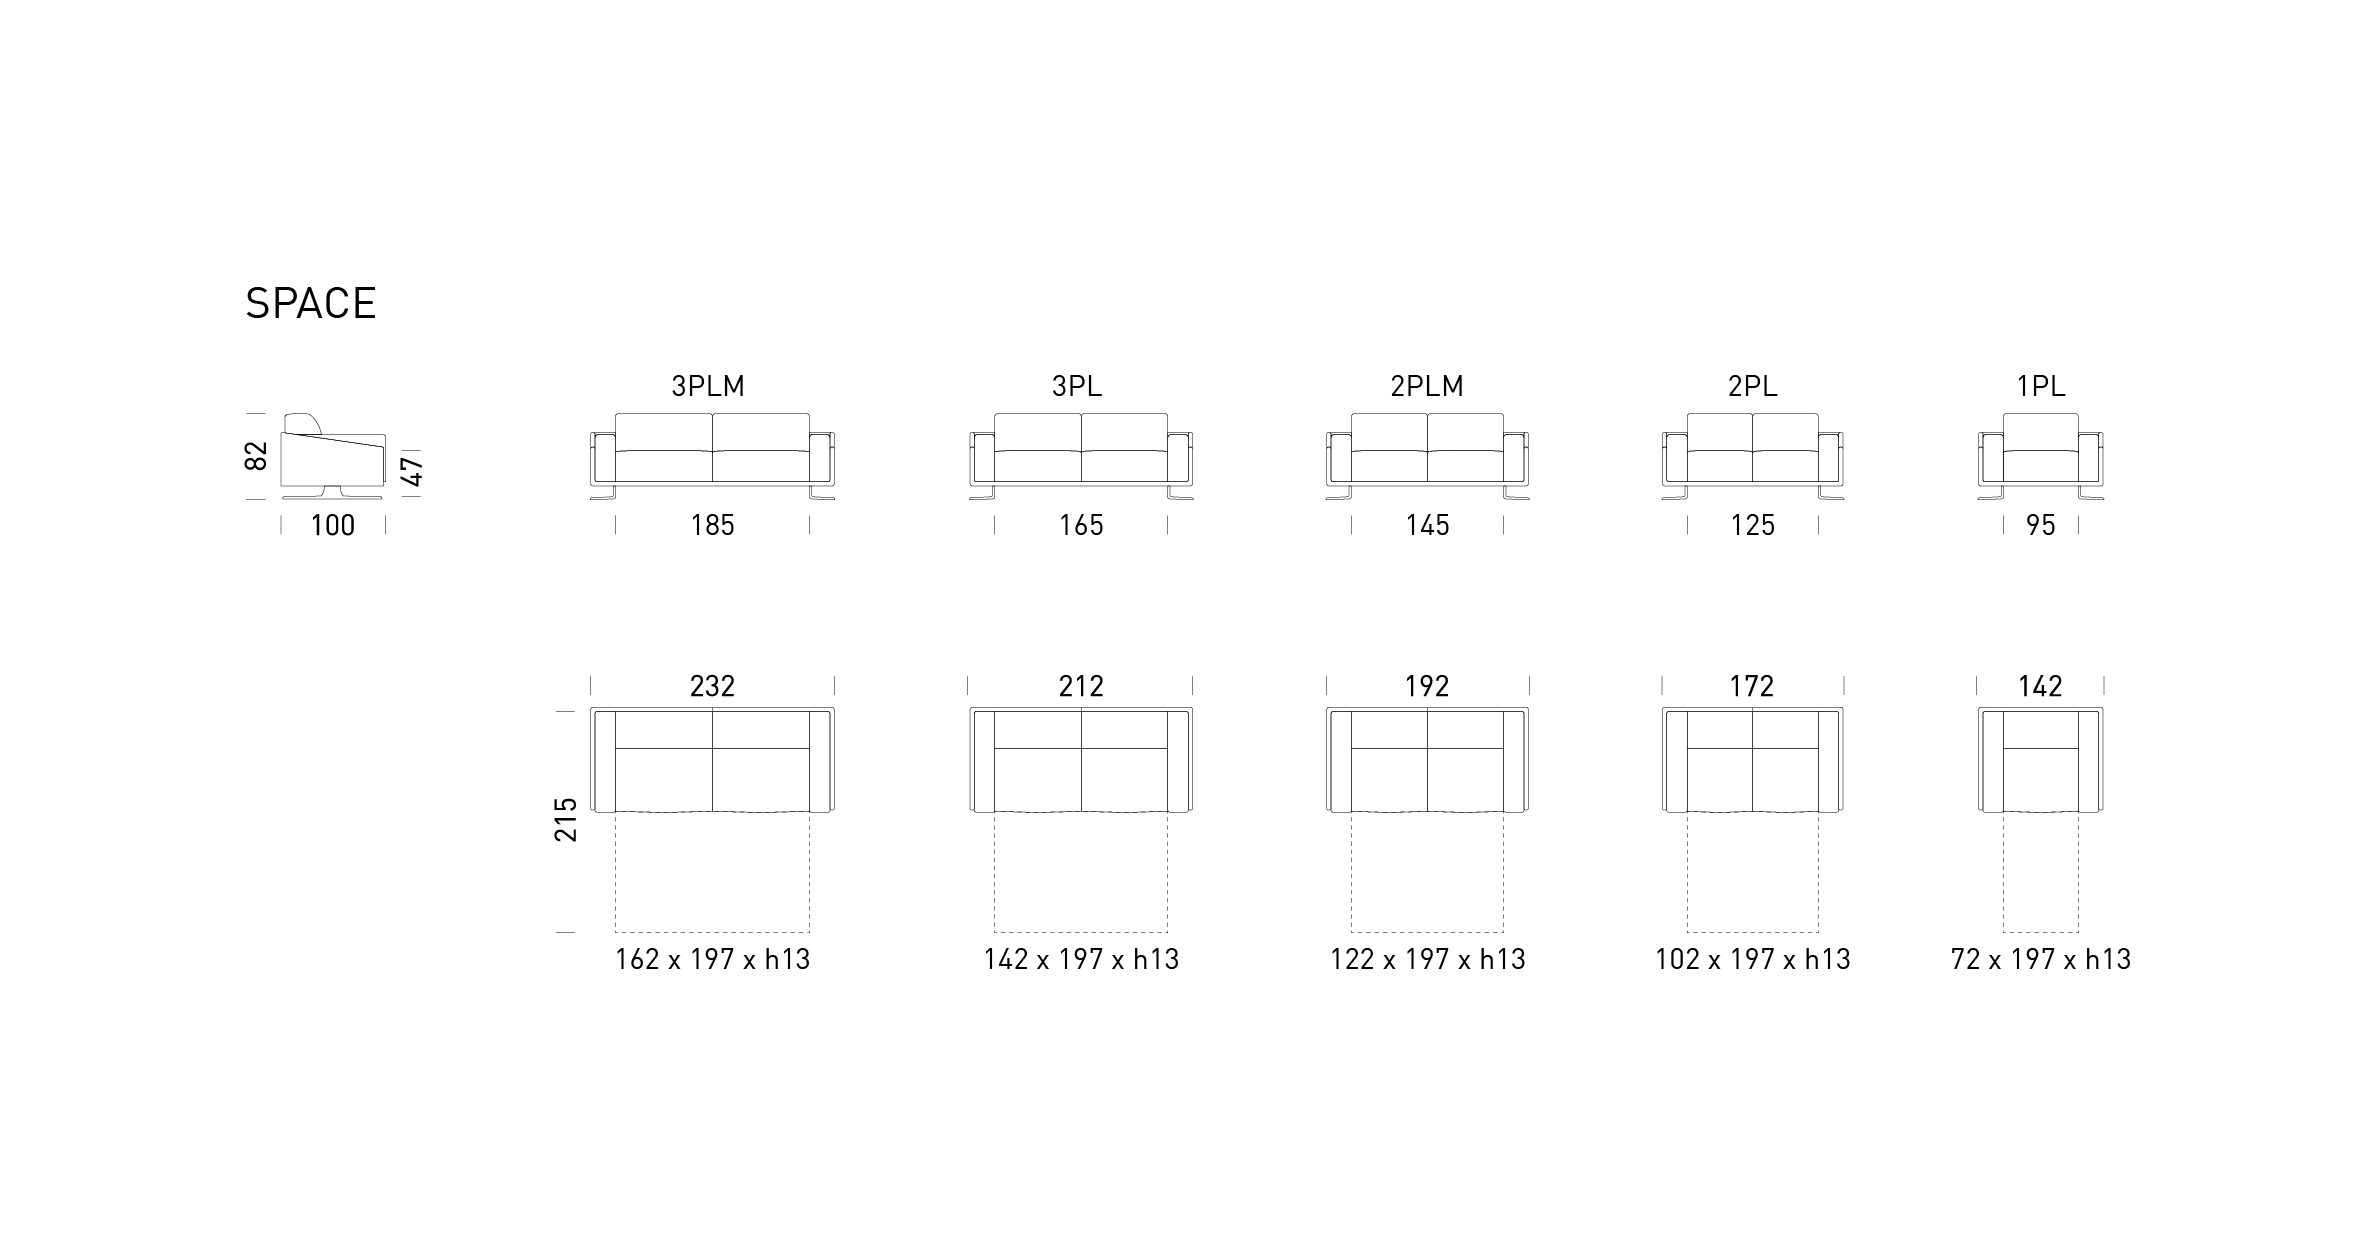 SPACE
3PLM 3PL 2PLM 2PL 1PL
82 47
100 185 165 145 125 95
232 212 192 172 142
215
162 x 197 x h13 142 x 197 x h13 122 x 197 x h13 102 x 197 x h13 72 x 197 x h13